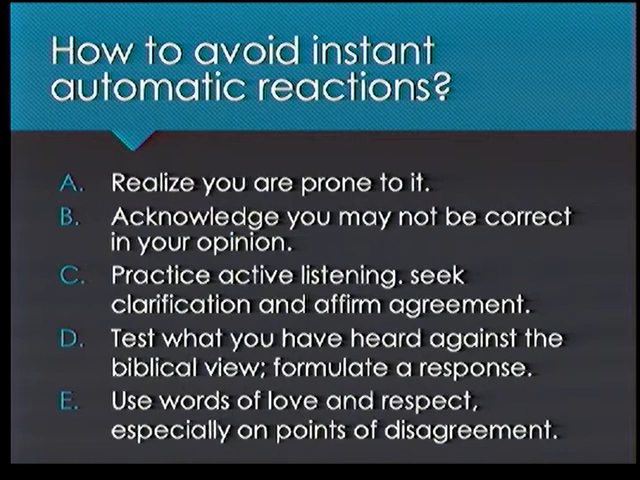 How to avoid instant
automatic reactions?
A. Realize you are prone to it.
B. Acknowledge you may not be correct
in your opinion.
C. Practice active listening. seek
clarification and affirm agreement.
D. Test what you have heard against the
biblical view; formulate a response.
E. Use words of love and respect,
especially on points of disagreement.